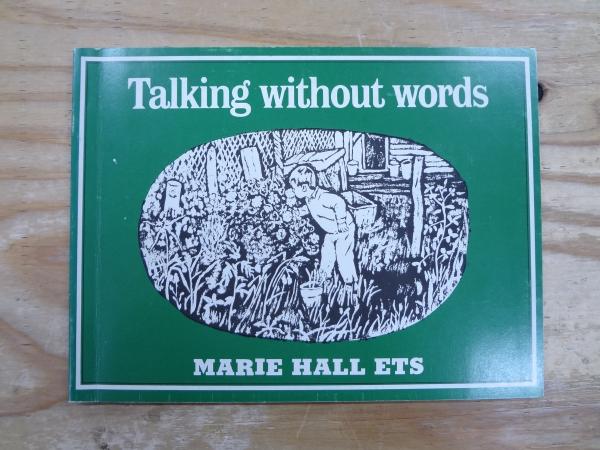 Talking without words
MARIE HALL ETS